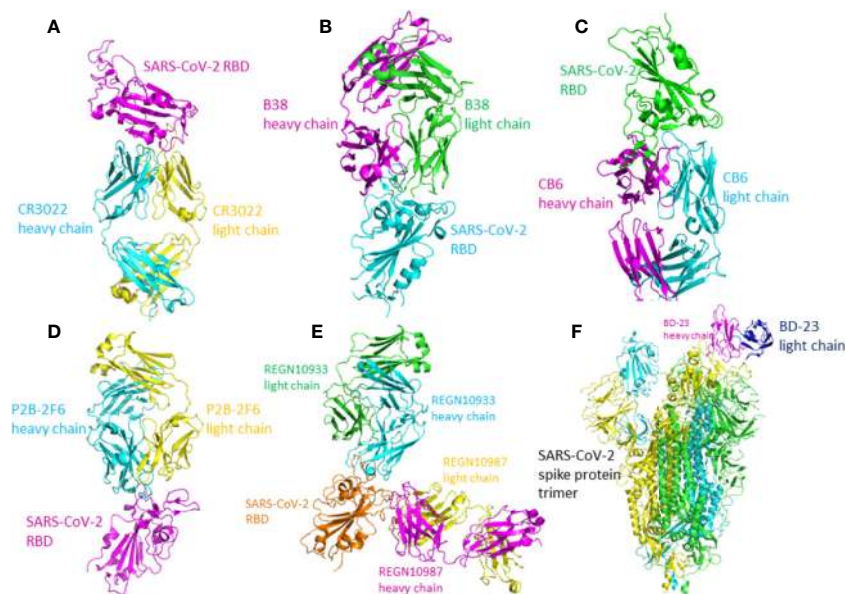 A
SARS-CoV-2 RBD
CR3022
heavy chain
CR3022
light chain
B
B38
heavy chain
B38
light chain
SARS-CoV-2
RBD
C
SARS-CoV-2
RBD
CB6
heavy chain
CB6
light chain
D
P2B-2F6
heavy chain
P2B-2F6
light chain
SARS-CoV-2
RBD
E
REGN10933
light chain
REGN10933
heavy chain
REGN10987
light chain
SARS-CoV-2
RBD
REGN10987
heavy chain
F
BD-23
heavy chain
BD-23
light chain
SARS-CoV-2
spike protein
trimer